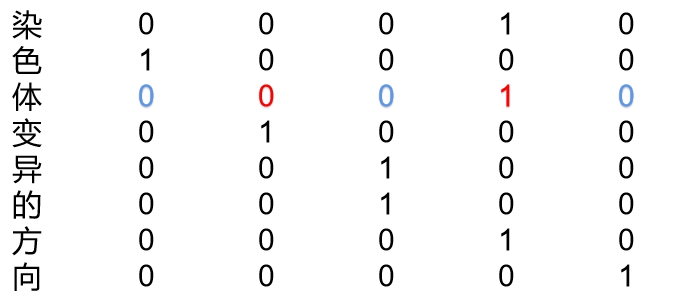 染 0 0 0 1 0
色 1 0 0 0 0
体 0 0 0 1 0
变 0 1 0 0 0
异 0 0 1 0 0
的 0 0 1 0 0
方 0 0 0 1 0
向 0 0 0 0 1